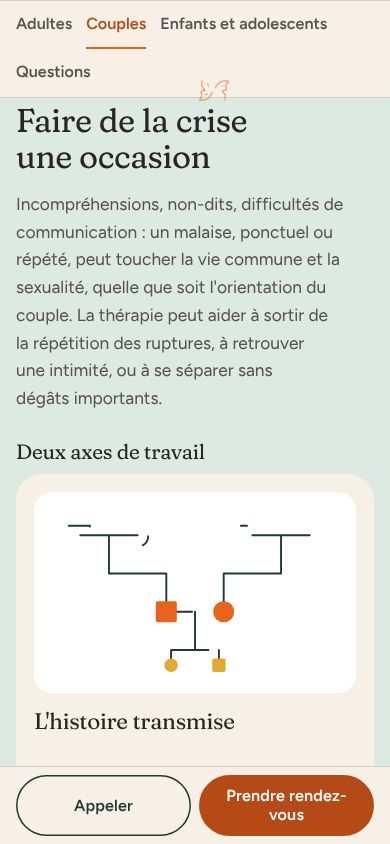 Adultes Couples Enfants et adolescents
Questions
Faire de la crise
une occasion
Incompréhensions, non-dits, difficultés de
communication : un malaise, ponctuel ou
répété, peut toucher la vie commune et la
sexualité, quelle que soit l'orientation du
couple. La thérapie peut aider à sortir de
la répétition des ruptures, à retrouver
une intimité, ou à se séparer sans
dégâts importants.
Deux axes de travail
L'histoire transmise
Appeler
Prendre rendez-
vous